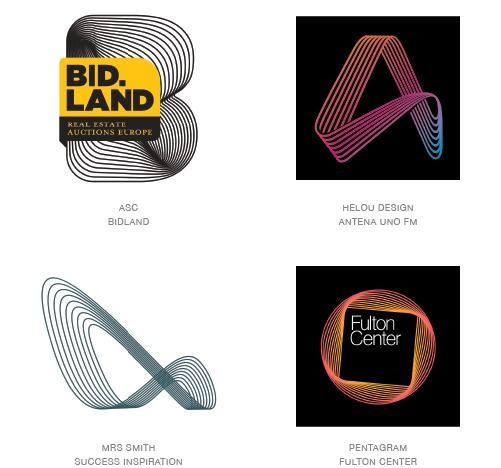 BID.
LAND
REAL ESTATE
AUCTIONS EUROPE
ASC
BIDLAND
HELOU DESIGN
ANTENA UNO FM
MRS SMITH
SUCCESS INSPIRATION
Fulton
Center
PENTAGRAM
FULTON CENTER